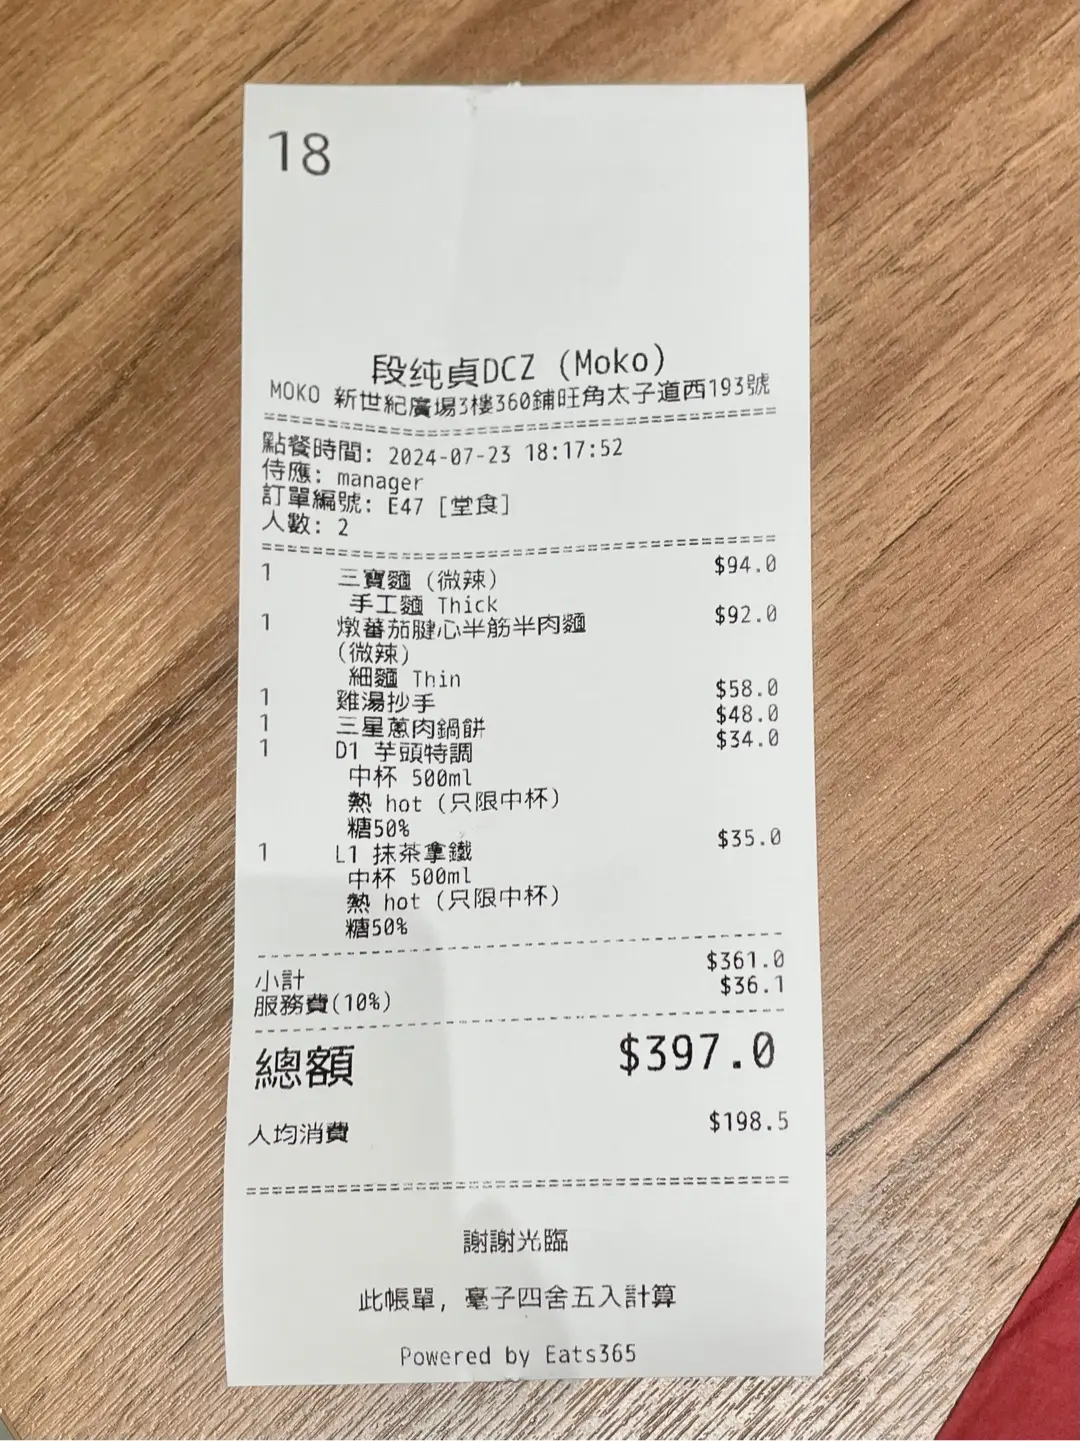 18
段纯貞DCZ (Moko)
MOKO 新世紀廣場3樓360鋪旺角太子道西193號
點餐時間: 2024-07-23 18:17:52
侍應: manager
訂單編號: E47 [堂食]
人數: 2
1 三寶麵 (微辣) $94.0
手工麵 Thick
1 燉蕃茄腱心半筋半肉麵 $92.0
(微辣)
細麵 Thin
1 雞湯抄手 $58.0
1 三星蔥肉鍋餅 $48.0
1 D1 芋頭特調 $34.0
中杯 500ml
熱 hot (只限中杯)
糖50%
1 L1 抹茶拿鐵 $35.0
中杯 500ml
熱 hot (只限中杯)
糖50%
小計 $361.0
服務費(10%) $36.1
總額 $397.0
人均消費 $198.5
謝謝光臨
此帳單, 毫子四舍五入計算
Powered by Eats365